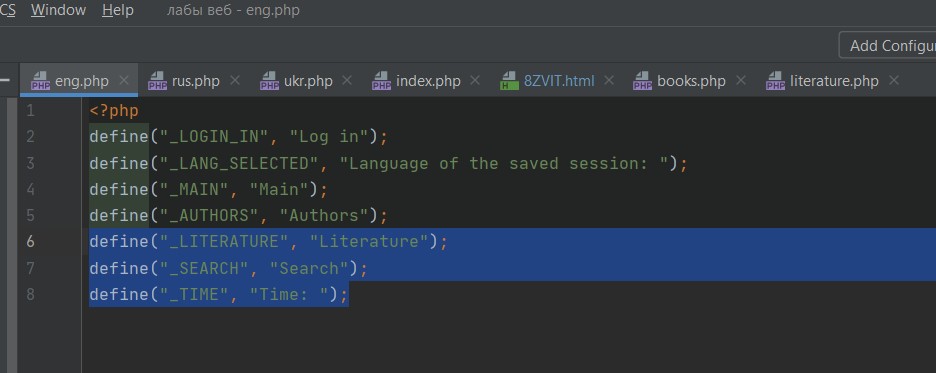 CS Window Help лабы веб - eng.php
Add Configu
eng.php rus.php ukr.php index.php 8ZVIT.html books.php literature.php
1 <?php
2 define("_LOGIN_IN", "Log in");
3 define("_LANG_SELECTED", "Language of the saved session: ");
4 define("_MAIN", "Main");
5 define("_AUTHORS", "Authors");
6 define("_LITERATURE", "Literature");
7 define("_SEARCH", "Search");
8 define("_TIME", "Time: ");